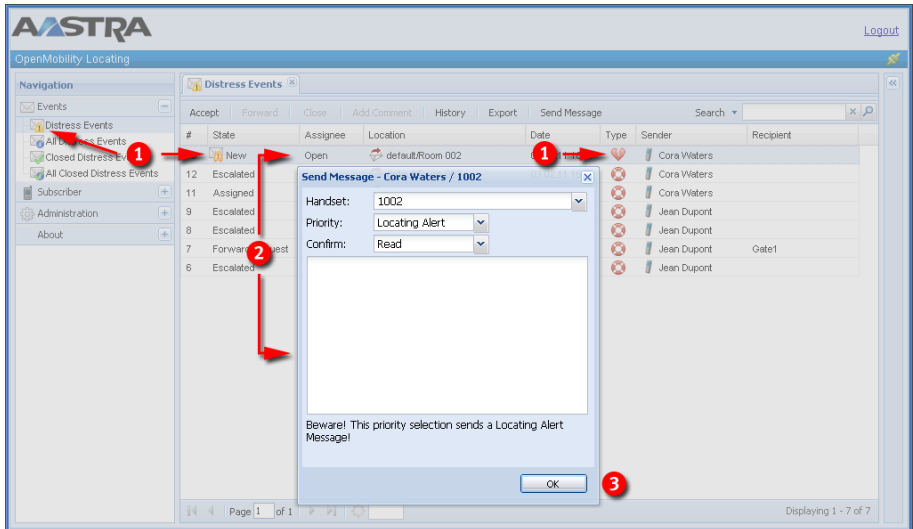 AASTRA
Logout
OpenMobility Locating
Navigation
Distress Events
Events
Distress Events
All Distress Events
Closed Distress
All Closed Distress Events
Subscriber
Administration
About
Accept Forward Close Add Comment History Export Send Message Search
# State Assignee Location Date Type Sender Recipient
New Open default/Room 002 Cora Waters
12 Escalated Cora Waters
11 Assigned Cora Waters
9 Escalated Jean Dupont
8 Escalated Jean Dupont
7 Jean Dupont Gate1
6 Escalated Jean Dupont
1
1
2
Send Message - Cora Waters / 1002
Handset: 1002
Priority: Locating Alert
Confirm: Read
Beware! This priority selection sends a Locating Alert
Message!
OK
3
Page 1 of 1
Displaying 1 - 7 of 7